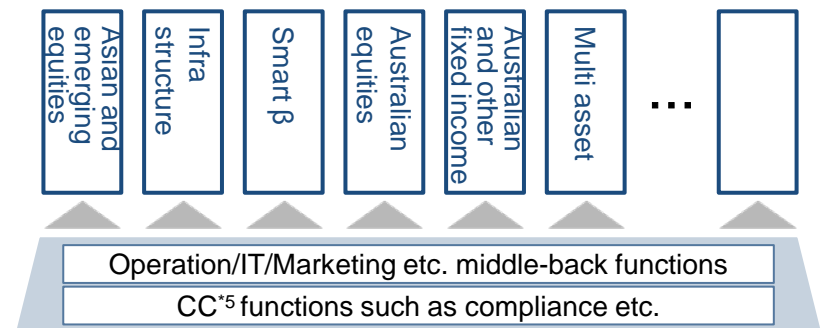 Asian and
emerging
equities
Infra
structure
Smart β
Australian
equities
Australian
and other
fixed income
Multi asset
...
Operation/IT/Marketing etc. middle-back functions
CC*5 functions such as compliance etc.